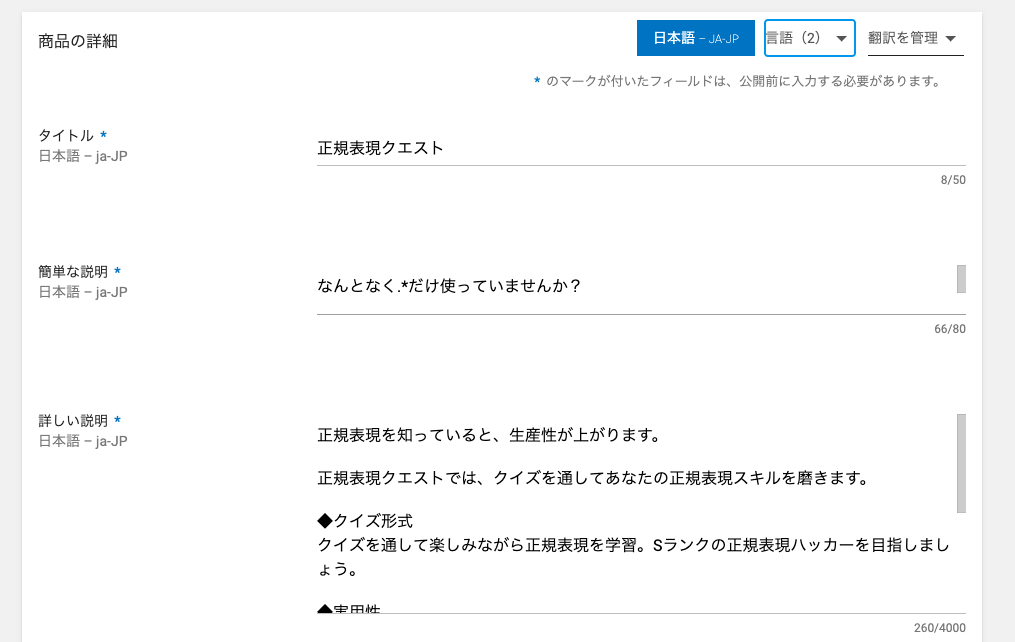 商品の詳細
日本語 – JA-JP
言語（2）
翻訳を管理
* のマークが付いたフィールドは、公開前に入力する必要があります。
タイトル *
日本語 – ja-JP
正規表現クエスト
8/50
簡単な説明 *
日本語 – ja-JP
なんとなく.*だけ使っていませんか？
66/80
詳しい説明 *
日本語 – ja-JP
正規表現を知っていると、生産性が上がります。
正規表現クエストでは、クイズを通してあなたの正規表現スキルを磨きます。
◆クイズ形式
クイズを通して楽しみながら正規表現を学習。Sランクの正規表現ハッカーを目指しまし
ょう。
◆実用性
260/4000